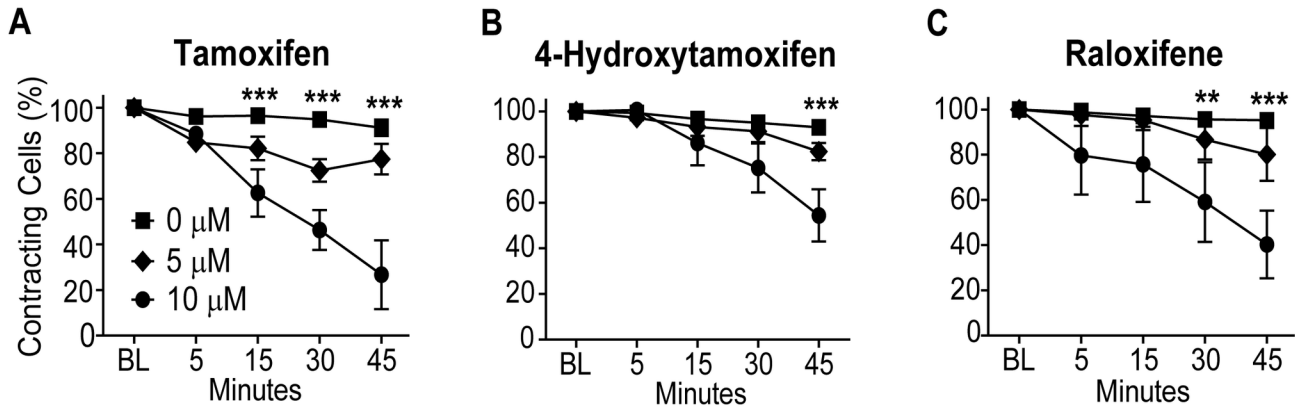 A
Tamoxifen
Contracting Cells (%)
100
80
60
40
20
0
*** *** ***
0 μM
5 μM
10 μM
BL 5 15 30 45
Minutes
B
4-Hydroxytamoxifen
100
80
60
40
20
0
***
BL 5 15 30 45
Minutes
C
Raloxifene
100
80
60
40
20
0
** ***
BL 5 15 30 45
Minutes